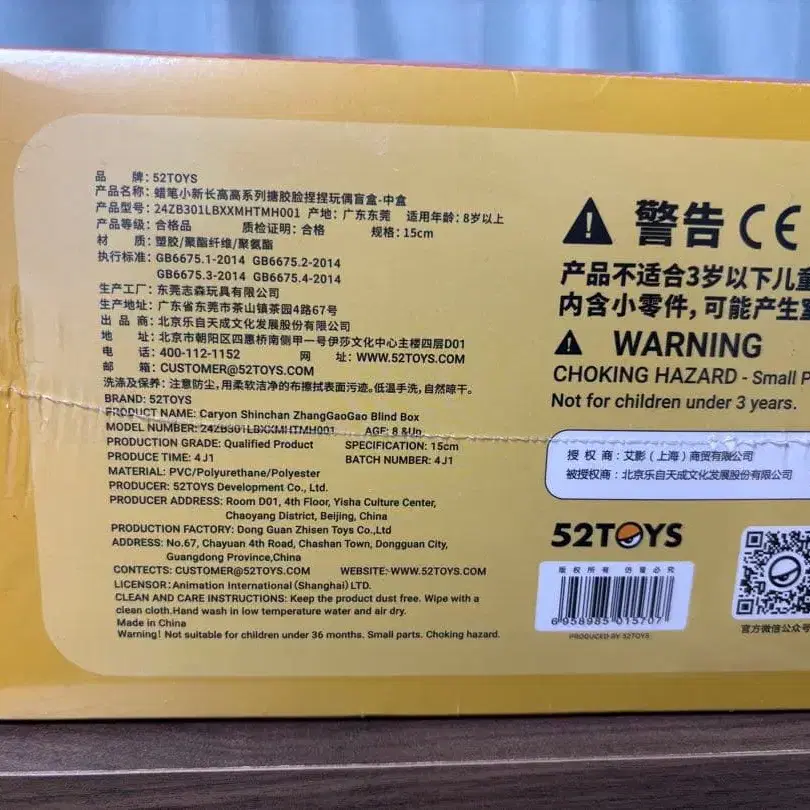 品 牌: 52TOYS
产品名称: 蜡笔小新长高高系列搪胶脸捏捏玩偶盲盒-中盒
产品型号: 24ZB301LBXXMHTMH001 产地: 广东东莞 适用年龄: 8岁以上
产品等级: 合格品 质检证明: 合格 规格: 15cm
材 质: 塑胶/聚酯纤维/聚氨酯
执行标准: GB6675.1-2014 GB6675.2-2014
GB6675.3-2014 GB6675.4-2014
生产工厂: 东莞志森玩具有限公司
生产地址: 广东省东莞市茶山镇茶园4路67号
出 品 商: 北京乐自天成文化发展股份有限公司
地 址: 北京市朝阳区四惠桥南侧甲一号伊莎文化中心主楼四层D01
电 话: 400-112-1152 网 址: WWW.52TOYS.COM
邮 箱: CUSTOMER@52TOYS.COM
洗涤及保养: 注意防尘,用柔软洁净的布擦拭表面污迹。低温手洗,自然晾干。
BRAND: 52TOYS
PRODUCT NAME: Caryon Shinchan ZhangGaoGao Blind Box
MODEL NUMBER: 24ZB301LBXXMHTMH001 AGE: 8 &Up
PRODUCTION GRADE: Qualified Product SPECIFICATION: 15cm
PRODUCE TIME: 4J1 BATCH NUMBER: 4J1
MATERIAL: PVC/Polyurethane/Polyester
PRODUCER: 52TOYS Development Co., Ltd.
PRODUCER ADDRESS: Room D01, 4th Floor, Yisha Culture Center,
Chaoyang District, Beijing, China
PRODUCTION FACTORY: Dong Guan Zhisen Toys Co.,Ltd
ADDRESS: No.67, Chayuan 4th Road, Chashan Town, Dongguan City,
Guangdong Province,China
CONTACTS: CUSTOMER@52TOYS.COM WEBSITE: WWW.52TOYS.COM
LICENSOR: Animation International (Shanghai) LTD.
CLEAN AND CARE INSTRUCTIONS: Keep the product dust free. Wipe with a
clean cloth.Hand wash in low temperature water and air dry.
Made in China
Warning! Not suitable for children under 36 months. Small parts. Choking hazard.
警告 CE
产品不适合3岁以下儿童
内含小零件,可能产生
WARNING
CHOKING HAZARD - Small
Not for children under 3 years.
授 权 商: 艾影(上海)商贸有限公司
被授权商: 北京乐自天成文化发展股份有限公司
52TOYS
版 权 所 有 仿 冒 必 究
6 958985 015707
PRODUCED BY 52TOYS
官方微信公众号